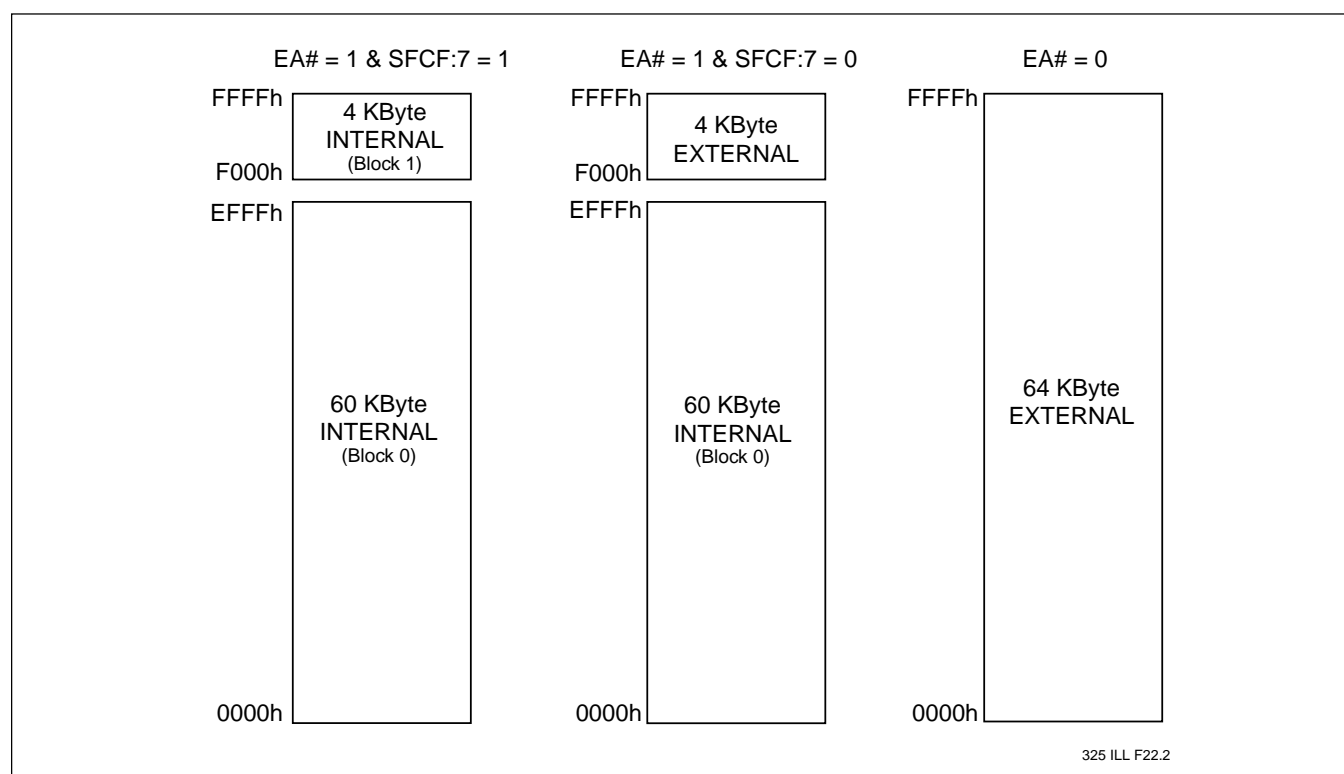 EA# = 1 & SFCF:7 = 1
FFFFh
4 KByte
INTERNAL
(Block 1)
F000h
EFFFh
60 KByte
INTERNAL
(Block 0)
0000h
EA# = 1 & SFCF:7 = 0
FFFFh
4 KByte
EXTERNAL
F000h
EFFFh
60 KByte
INTERNAL
(Block 0)
0000h
EA# = 0
FFFFh
64 KByte
EXTERNAL
0000h
325 ILL F22.2